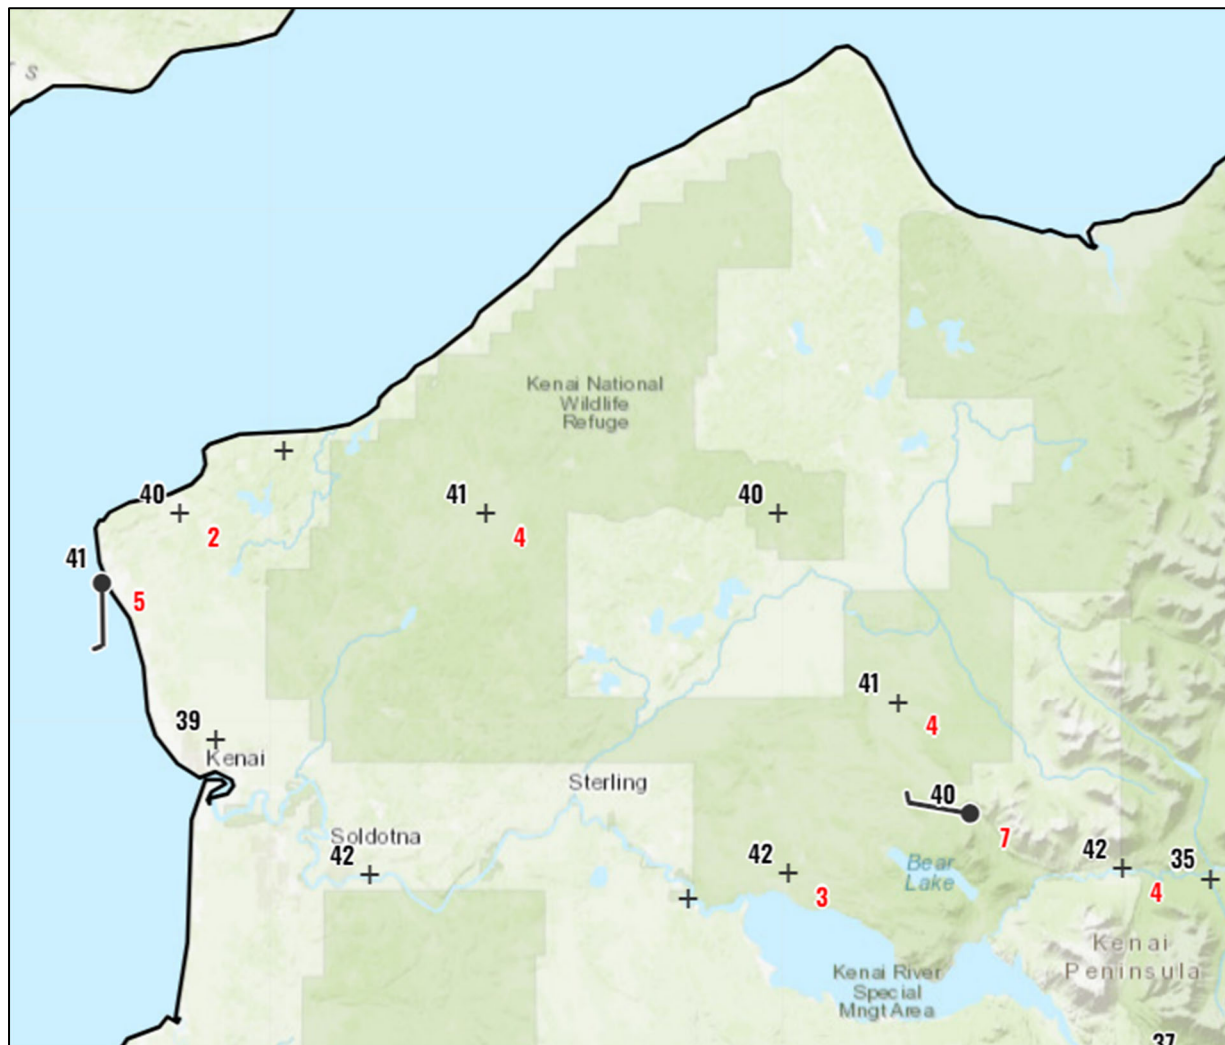 S
Kenai National
Wildlife
Refuge
40
41
40
2
4
41
5
41
4
39
Kenai
Sterling
40
7
Soldotna
42
42
3
Bear
Lake
42
4
35
Kenai
Peninsula
Kenai River
Special
Mngt Area
37